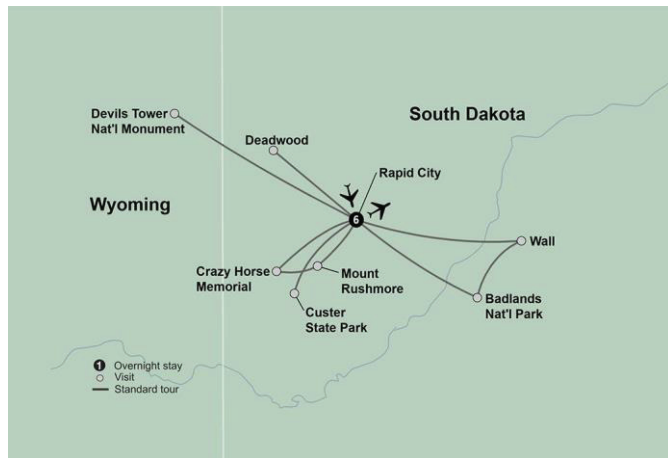 Devils Tower
Nat'l Monument
Deadwood
South Dakota
Rapid City
Wyoming
6
Wall
Crazy Horse
Memorial
Mount
Rushmore
Custer
State Park
Badlands
Nat'l Park
1 Overnight stay
Visit
Standard tour